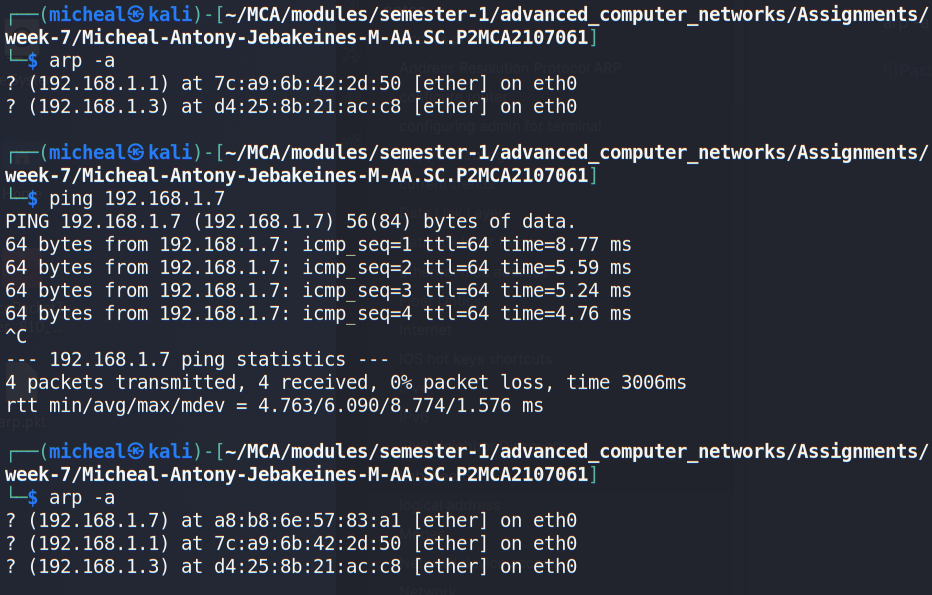 ┌──(micheal㉿kali)-[~/MCA/modules/semester-1/advanced_computer_networks/Assignments/
week-7/Micheal-Antony-Jebakeines-M-AA.SC.P2MCA2107061]
└─$ arp -a
? (192.168.1.1) at 7c:a9:6b:42:2d:50 [ether] on eth0
? (192.168.1.3) at d4:25:8b:21:ac:c8 [ether] on eth0
┌──(micheal㉿kali)-[~/MCA/modules/semester-1/advanced_computer_networks/Assignments/
week-7/Micheal-Antony-Jebakeines-M-AA.SC.P2MCA2107061]
└─$ ping 192.168.1.7
PING 192.168.1.7 (192.168.1.7) 56(84) bytes of data.
64 bytes from 192.168.1.7: icmp_seq=1 ttl=64 time=8.77 ms
64 bytes from 192.168.1.7: icmp_seq=2 ttl=64 time=5.59 ms
64 bytes from 192.168.1.7: icmp_seq=3 ttl=64 time=5.24 ms
64 bytes from 192.168.1.7: icmp_seq=4 ttl=64 time=4.76 ms
^C
--- 192.168.1.7 ping statistics ---
4 packets transmitted, 4 received, 0% packet loss, time 3006ms
rtt min/avg/max/mdev = 4.763/6.090/8.774/1.576 ms
┌──(micheal㉿kali)-[~/MCA/modules/semester-1/advanced_computer_networks/Assignments/
week-7/Micheal-Antony-Jebakeines-M-AA.SC.P2MCA2107061]
└─$ arp -a
? (192.168.1.7) at a8:b8:6e:57:83:a1 [ether] on eth0
? (192.168.1.1) at 7c:a9:6b:42:2d:50 [ether] on eth0
? (192.168.1.3) at d4:25:8b:21:ac:c8 [ether] on eth0